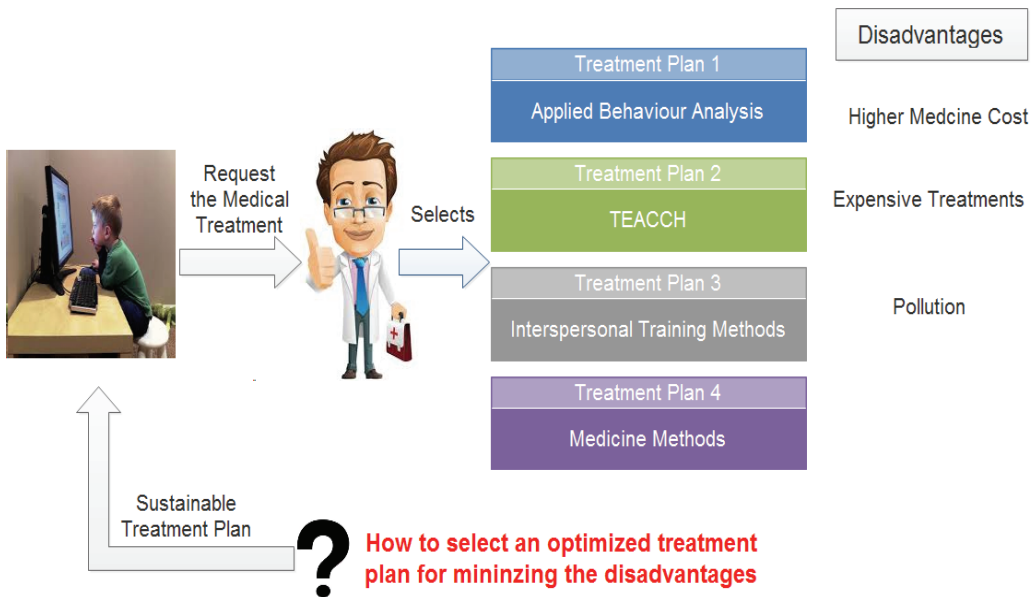 Disadvantages
Treatment Plan 1
Applied Behaviour Analysis
Higher Medcine Cost
Request
the Medical
Treatment
Selects
Treatment Plan 2
TEACCH
Expensive Treatments
Treatment Plan 3
Interspersonal Training Methods
Pollution
Treatment Plan 4
Medicine Methods
Sustainable
Treatment Plan
?
How to select an optimized treatment
plan for mininzing the disadvantages